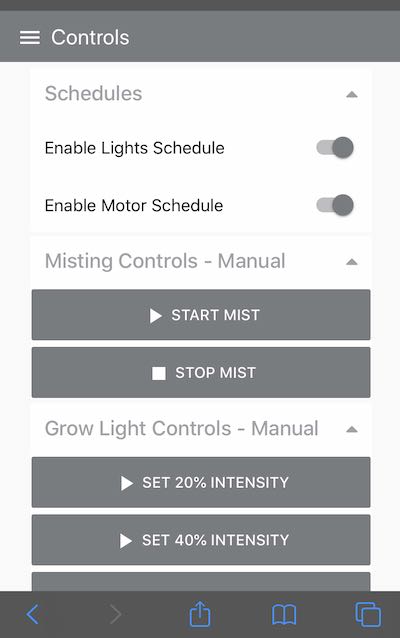 Controls
Schedules
Enable Lights Schedule
Enable Motor Schedule
Misting Controls - Manual
START MIST
STOP MIST
Grow Light Controls - Manual
SET 20% INTENSITY
SET 40% INTENSITY